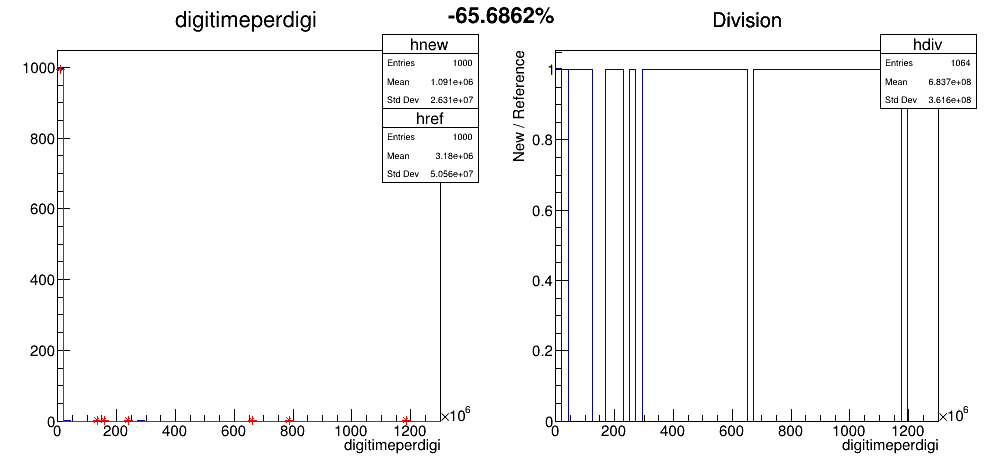 -65.6862%
digitimeperdigi
hnew
Entries 1000
Mean 1.091e+06
Std Dev 2.631e+07
href
Entries 1000
Mean 3.18e+06
Std Dev 5.056e+07
1000
800
600
400
200
0
0 200 400 600 800 1000 1200
×10⁶
digitimeperdigi
Division
hdiv
Entries 1064
Mean 6.837e+08
Std Dev 3.616e+08
New / Reference
1
0.8
0.6
0.4
0.2
0
0 200 400 600 800 1000 1200
×10⁶
digitimeperdigi